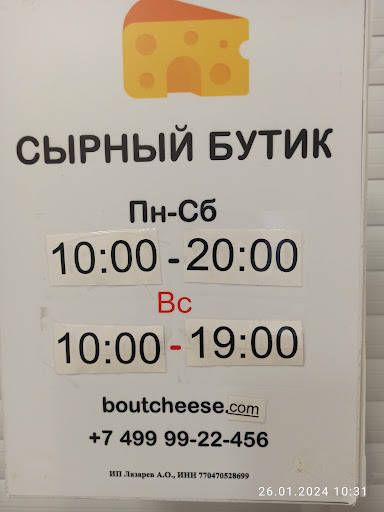 СЫРНЫЙ БУТИК
Пн-Сб
10:00 - 20:00
Вс
10:00 - 19:00
boutcheese.com
+7 499 99-22-456
ИП Лазарев А.О., ИНН 770470528699
26.01.2024 10:31